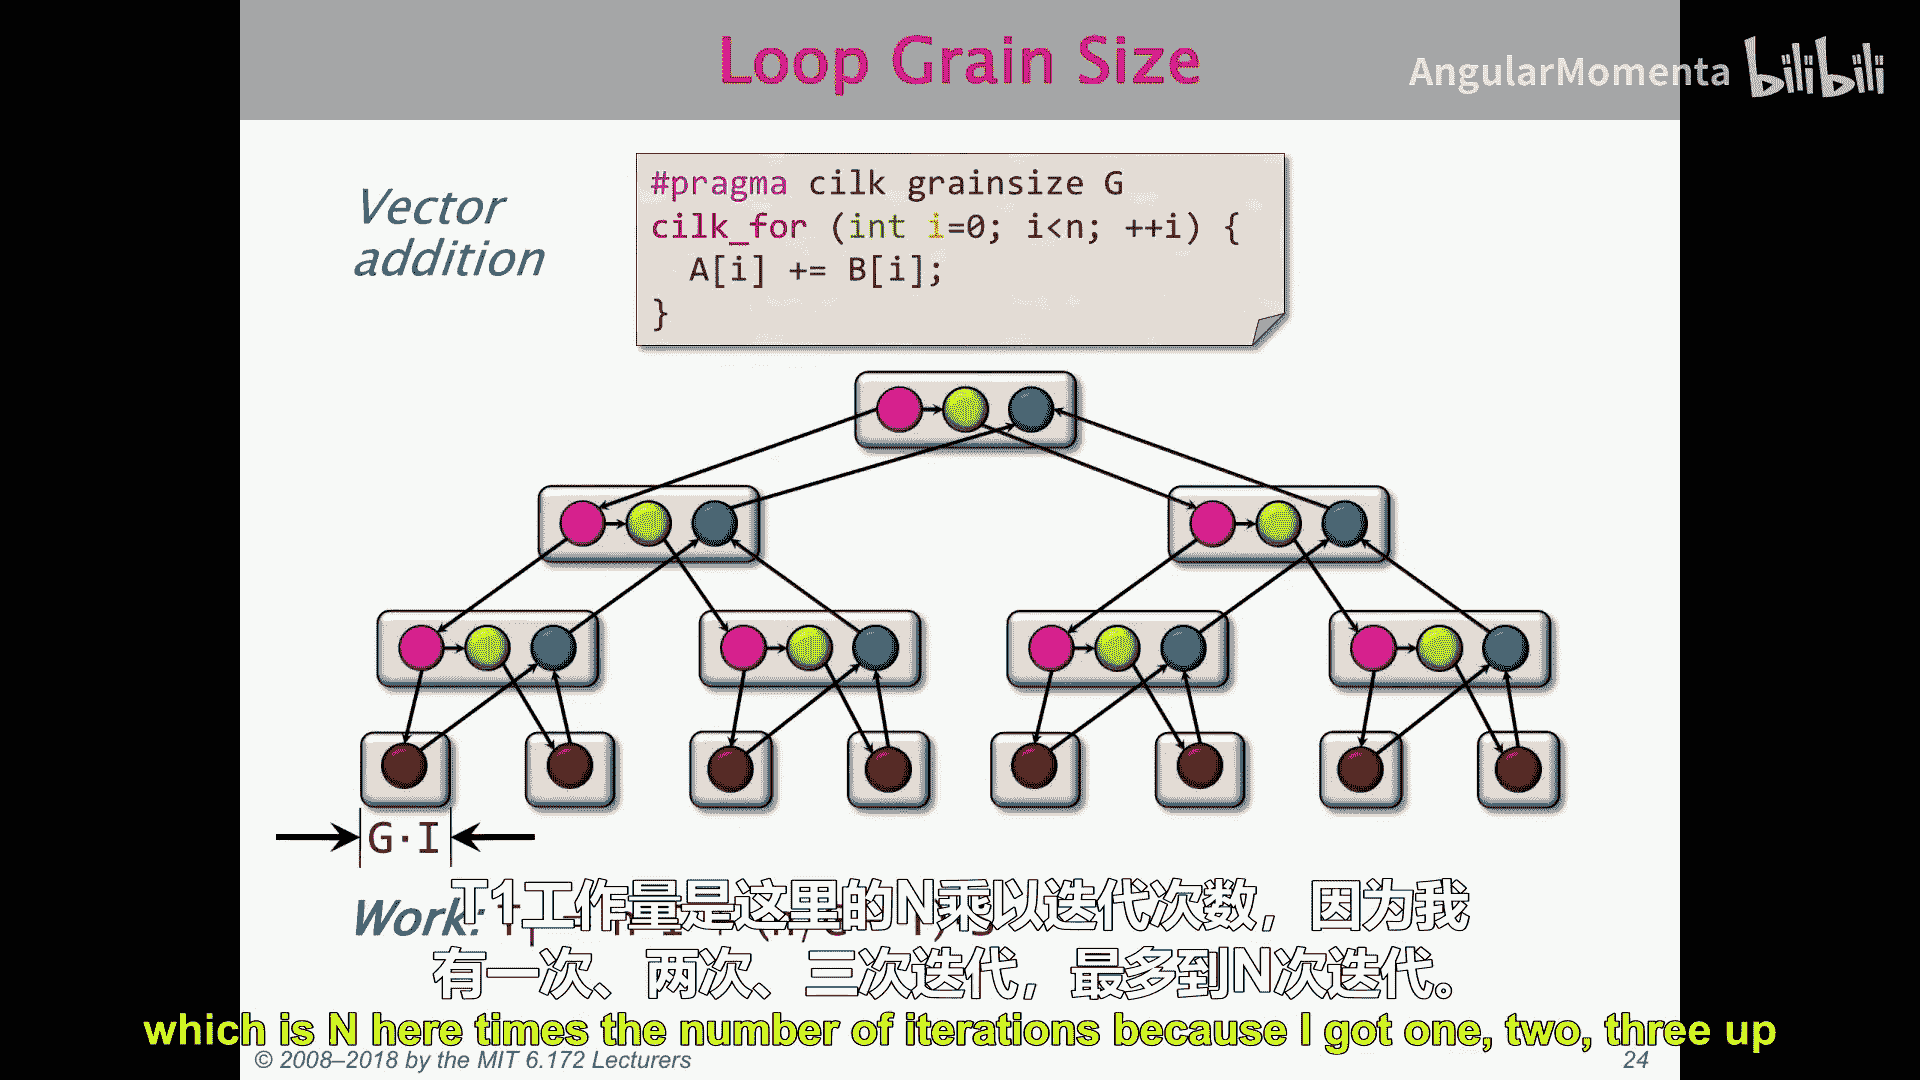 Loop Grain Size
AngularMomenta bilibili
Vector
addition
#pragma cilk grainsize G
cilk_for (int i=0; i<n; ++i) {
A[i] += B[i];
}
G·I
Work:
T1工作量是这里的N乘以迭代次数，因为我
有一次、两次、三次迭代，最多到N次迭代。
which is N here times the number of iterations because I got one, two, three up
© 2008–2018 by the MIT 6.172 Lecturers
24